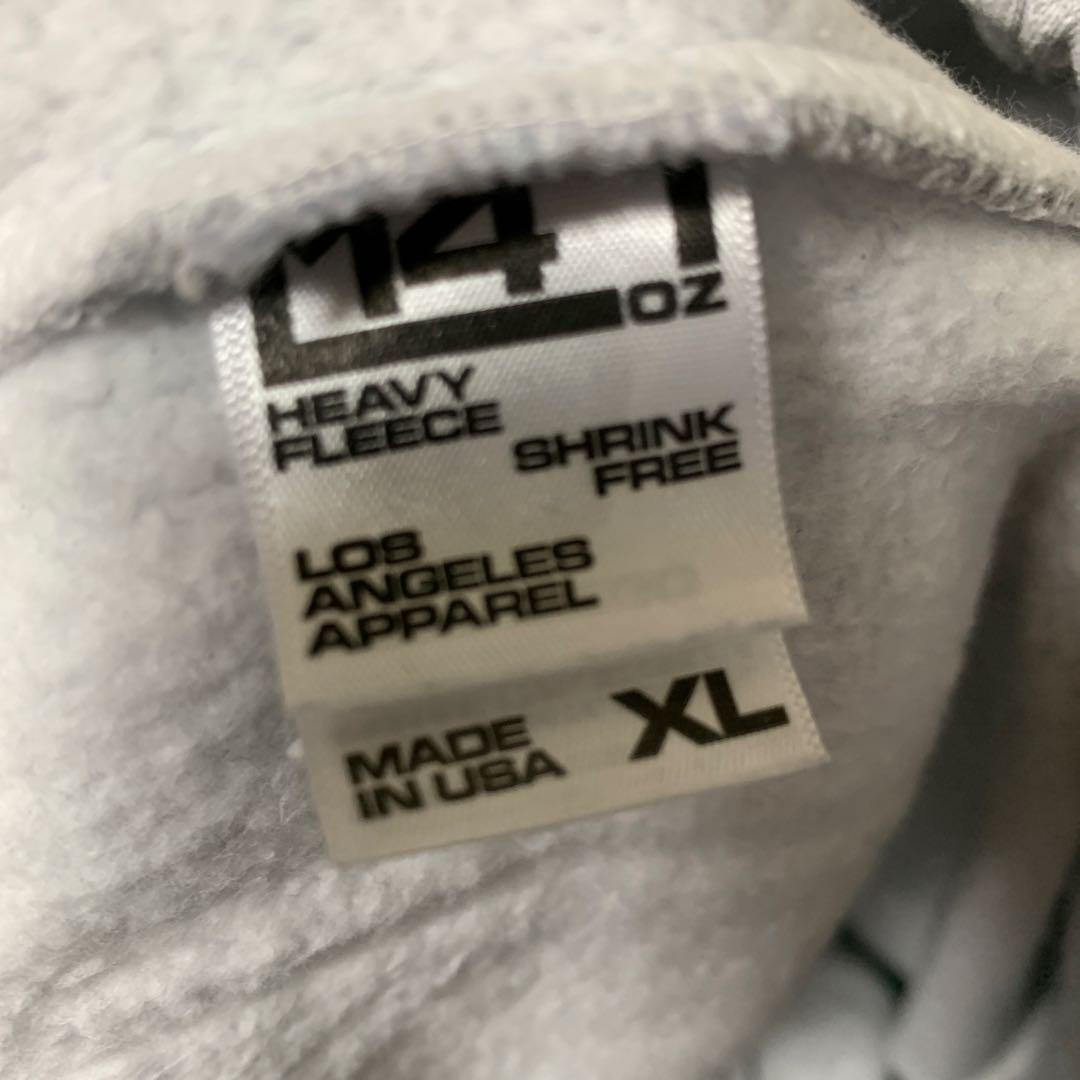 14
OZ
HEAVY
FLEECE
SHRINK
FREE
LOS
ANGELES
APPAREL
MADE
IN USA
XL